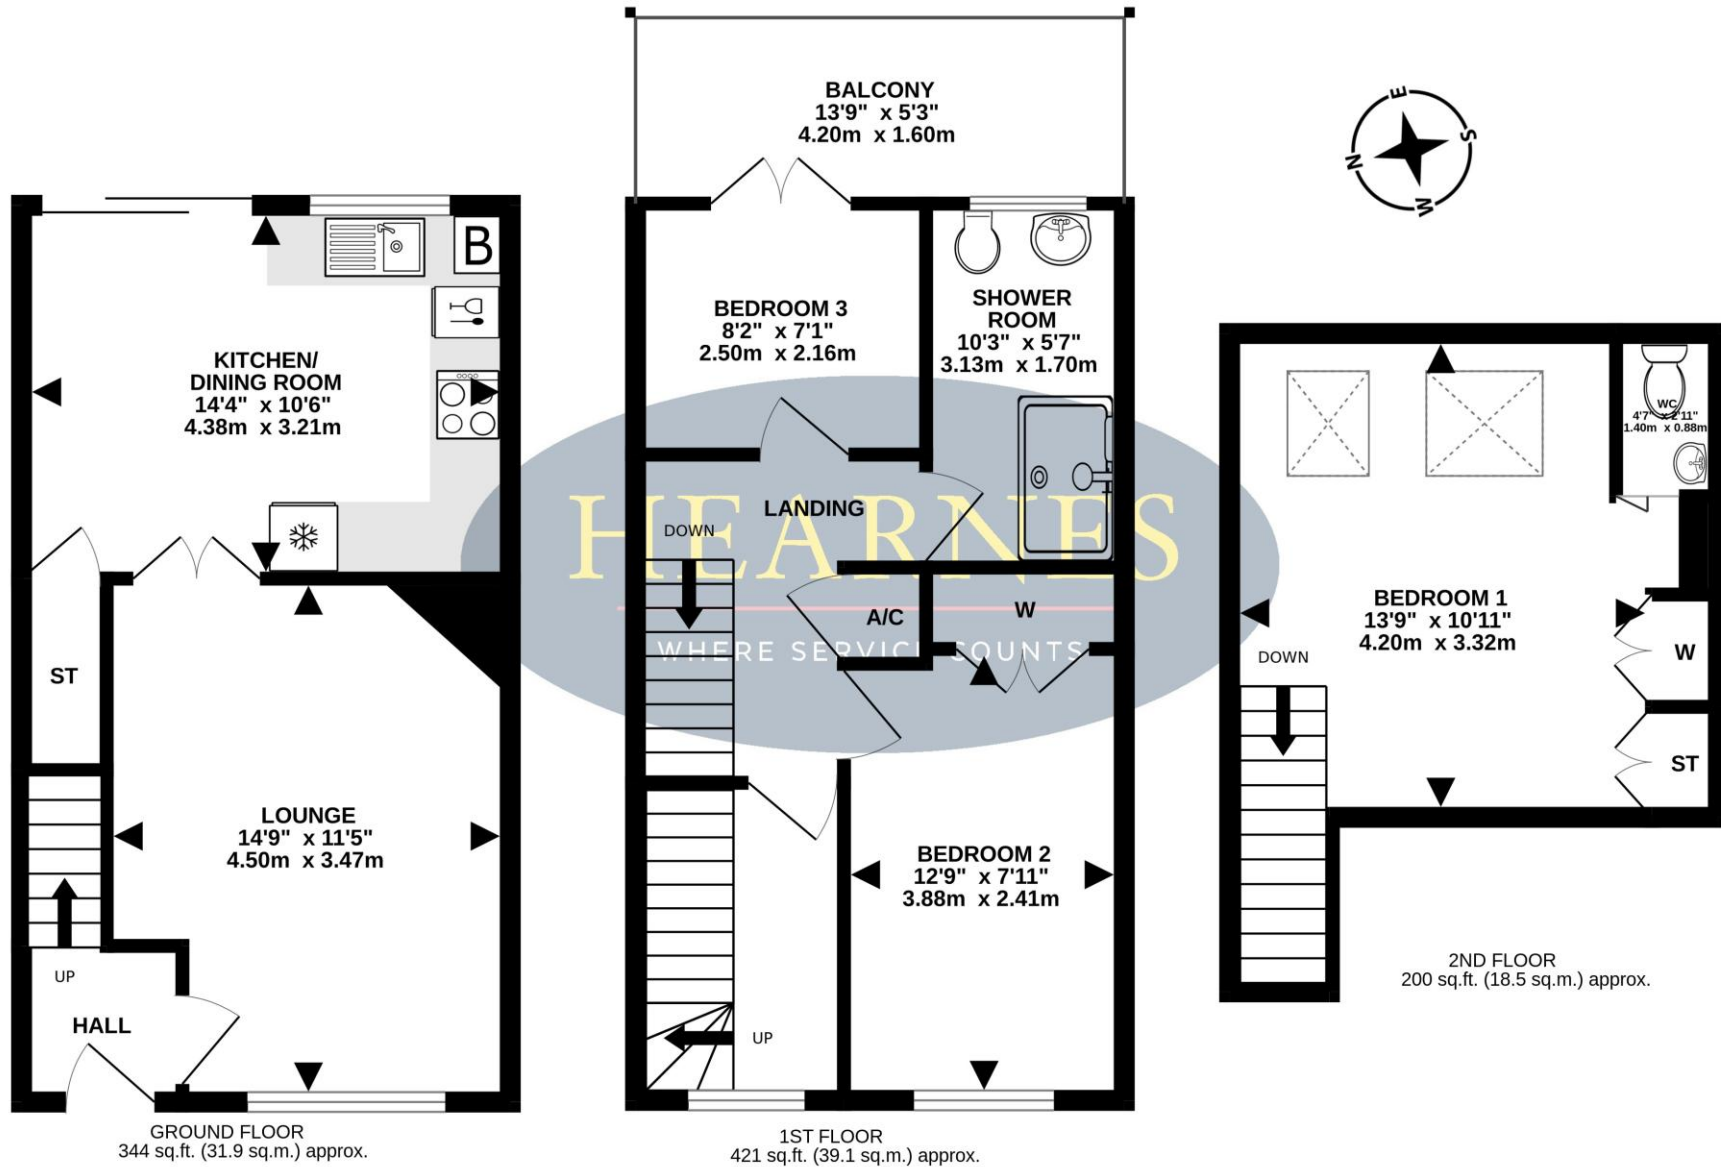 BALCONY
13'9" x 5'3"
4.20m x 1.60m
E
S
N
W
B
KITCHEN/
DINING ROOM
14'4" x 10'6"
4.38m x 3.21m
ST
LOUNGE
14'9" x 11'5"
4.50m x 3.47m
UP
HALL
GROUND FLOOR
344 sq.ft. (31.9 sq.m.) approx.
BEDROOM 3
8'2" x 7'1"
2.50m x 2.16m
SHOWER
ROOM
10'3" x 5'7"
3.13m x 1.70m
HEARNES
WHERE SERVICE COUNTS
LANDING
DOWN
A/C
W
BEDROOM 2
12'9" x 7'11"
3.88m x 2.41m
UP
1ST FLOOR
421 sq.ft. (39.1 sq.m.) approx.
WC
4'7" x 2'11"
1.40m x 0.88m
BEDROOM 1
13'9" x 10'11"
4.20m x 3.32m
DOWN
W
ST
2ND FLOOR
200 sq.ft. (18.5 sq.m.) approx.